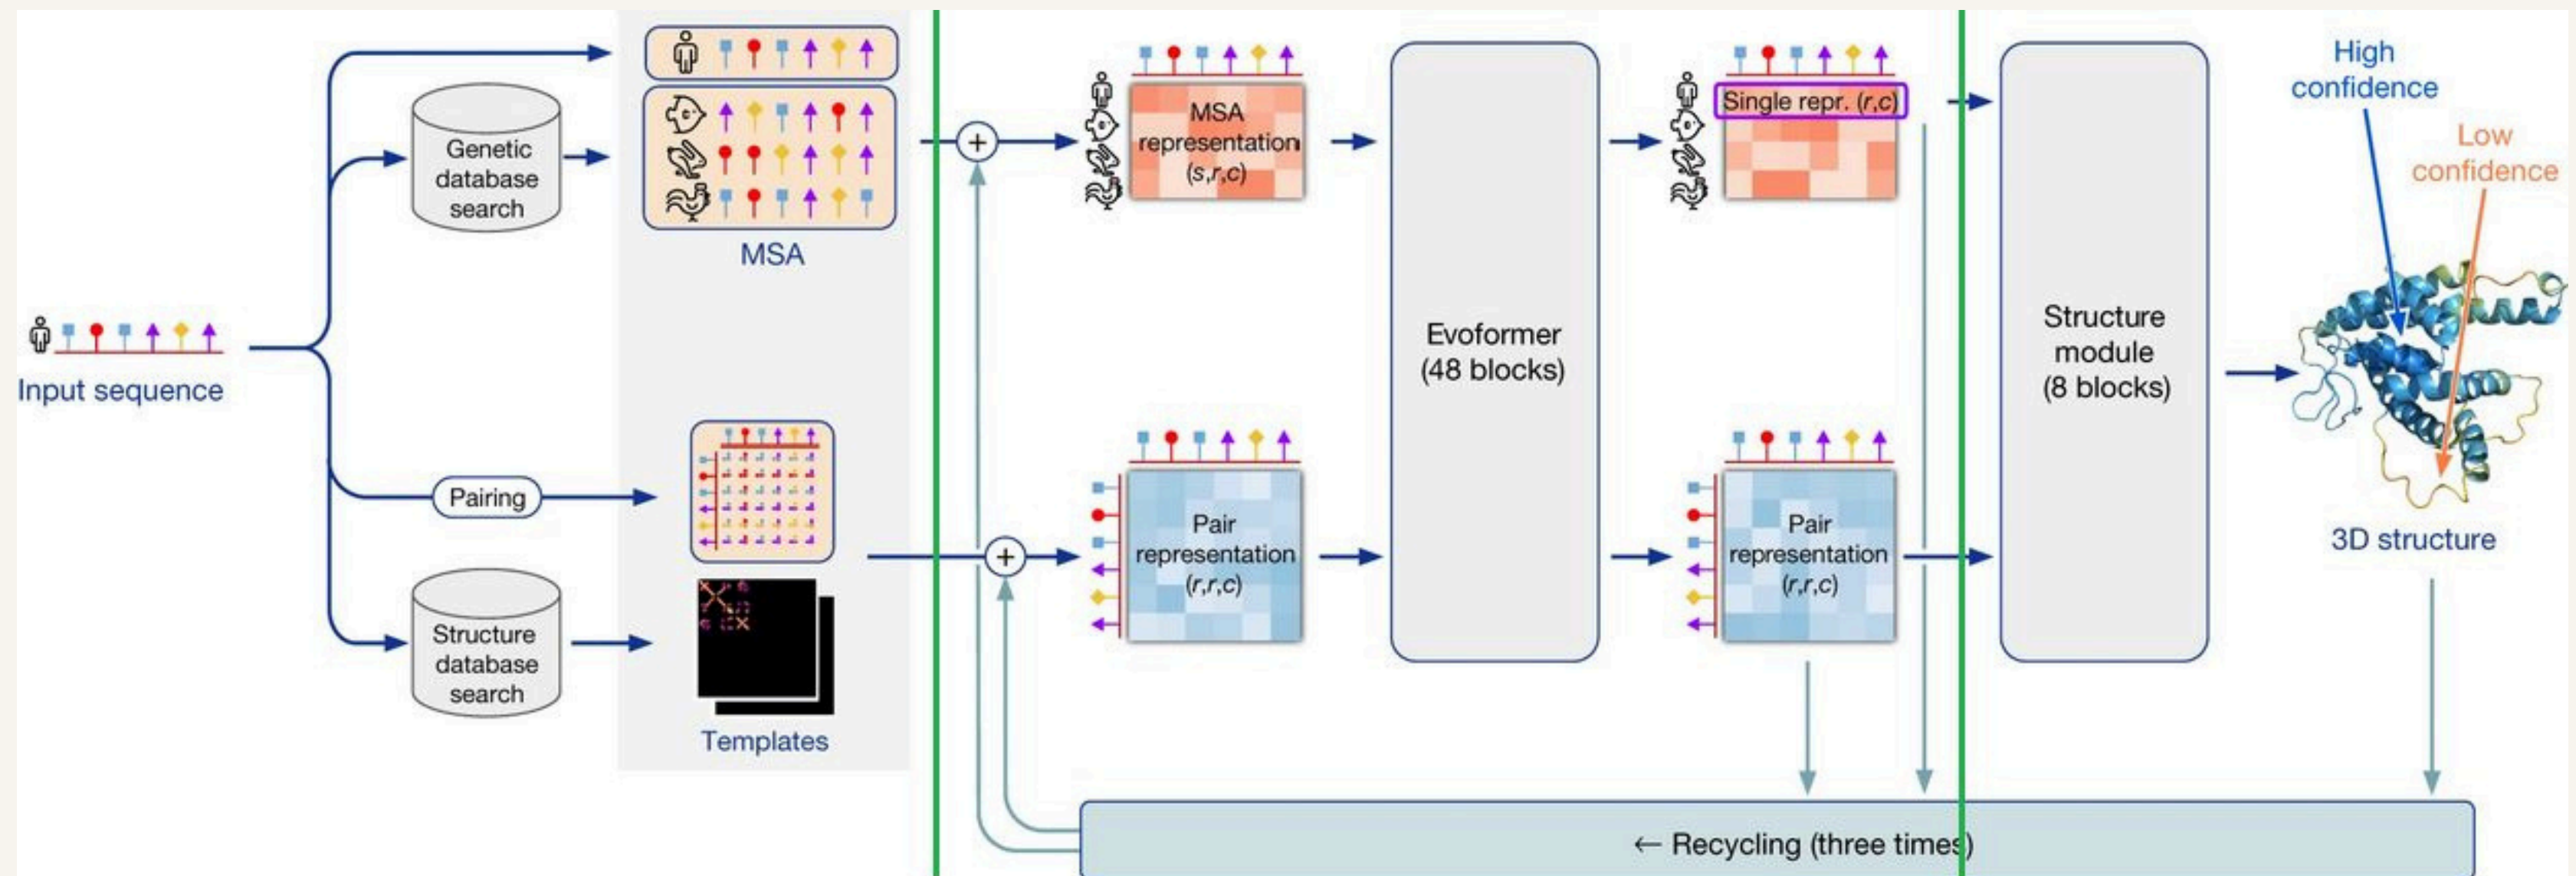 Input sequence
Genetic
database
search
MSA
Pairing
Structure
database
search
Templates
+
MSA
representation
(s,r,c)
+
Pair
representation
(r,r,c)
Evoformer
(48 blocks)
Single repr. (r,c)
Pair
representation
(r,r,c)
Structure
module
(8 blocks)
High
confidence
Low
confidence
3D structure
← Recycling (three times)